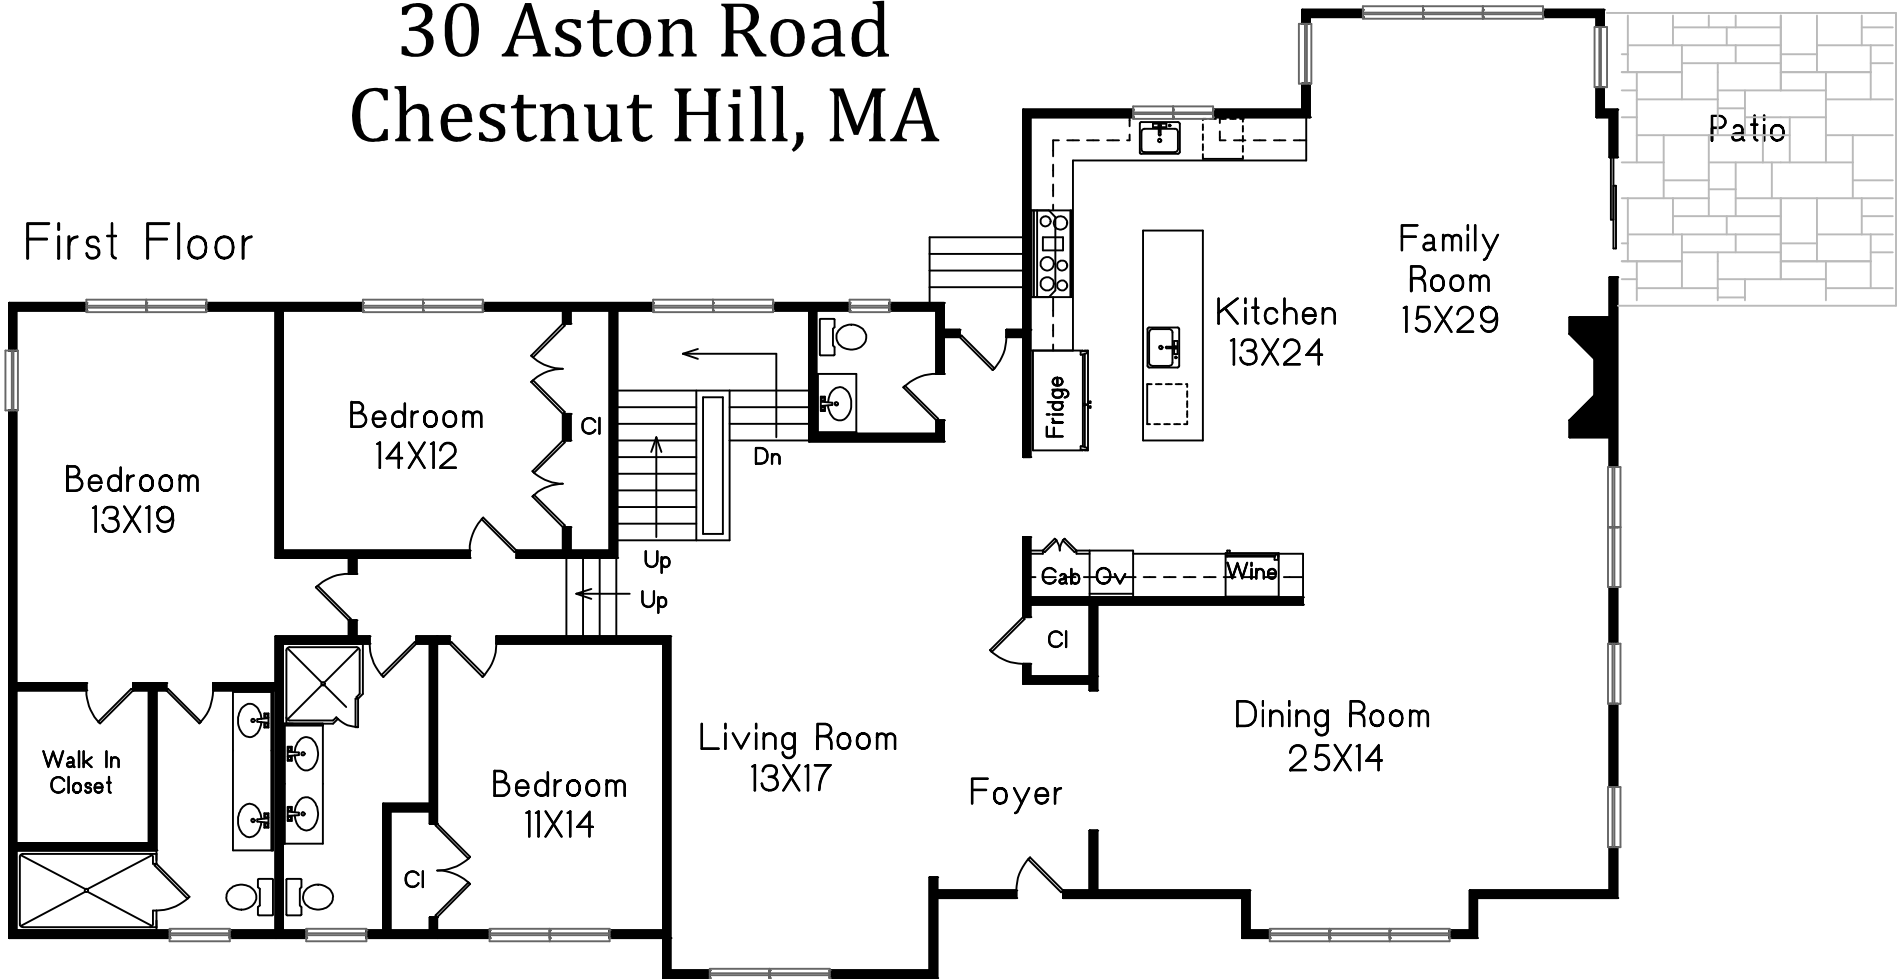 30 Aston Road
Chestnut Hill, MA
First Floor
Patio
Family
Room
15X29
Kitchen
13X24
Fridge
Bedroom
14X12
Cl
Dn
Bedroom
13X19
Up
Up
Cab
Ov
Wine
Cl
Walk In
Closet
Living Room
13X17
Dining Room
25X14
Bedroom
11X14
Foyer
Cl